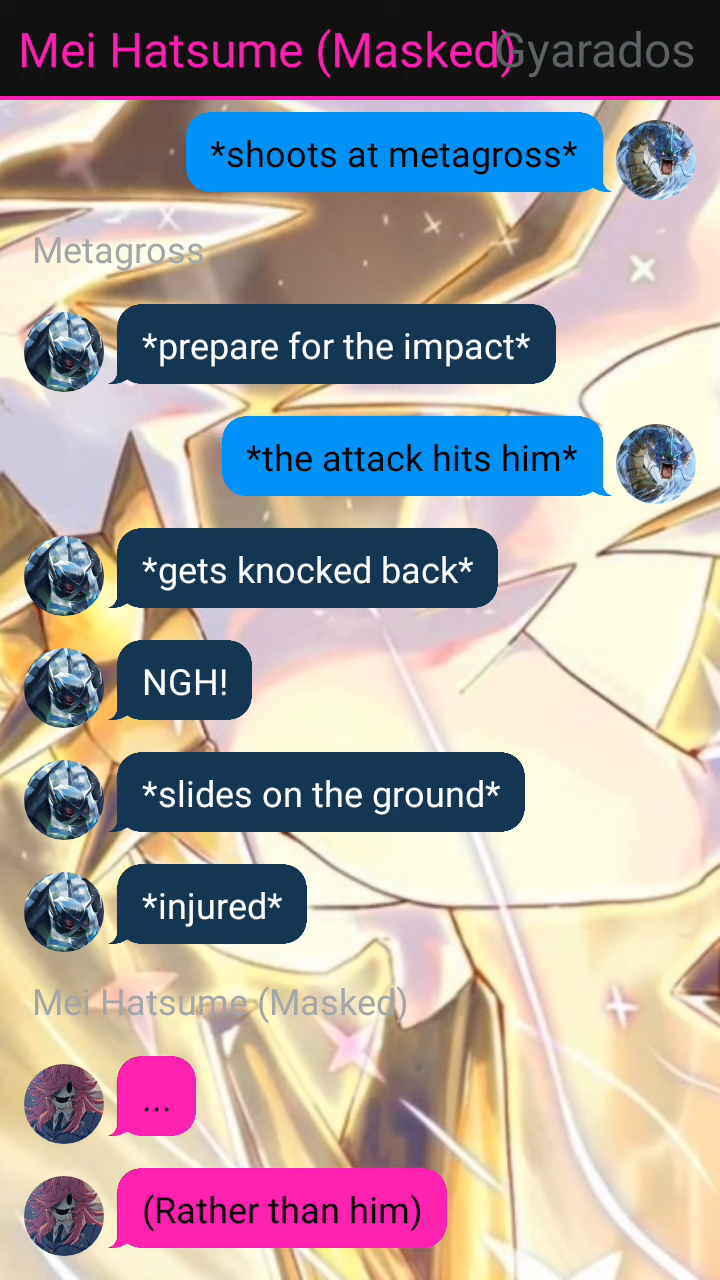 Mei Hatsume (Masked) Gyarados
*shoots at metagross*
Metagross
*prepare for the impact*
*the attack hits him*
*gets knocked back*
NGH!
*slides on the ground*
*injured*
Mei Hatsume (Masked)
...
(Rather than him)